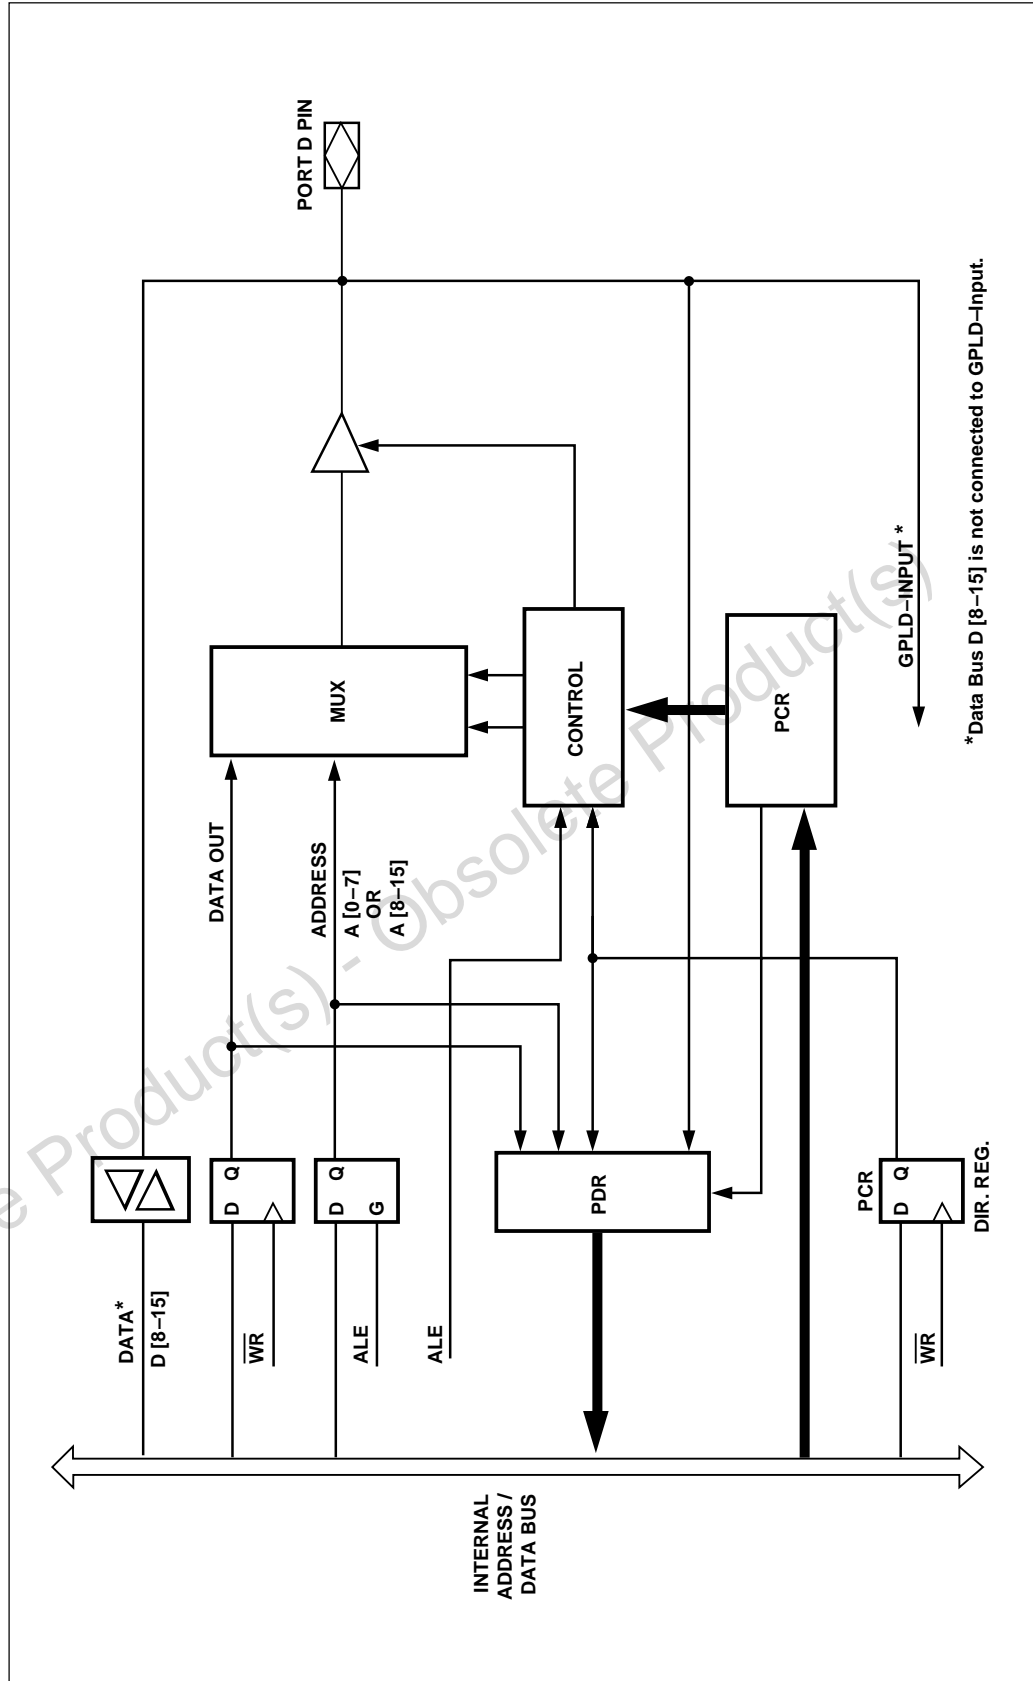 INTERNAL
ADDRESS /
DATA BUS
DATA*
D [8–15]
WR
ALE
ALE
WR
D Q
D Q
G
PDR
PCR
D Q
DIR. REG.
DATA OUT
ADDRESS
A [0–7]
OR
A [8–15]
MUX
CONTROL
PCR
GPLD–INPUT *
PORT D PIN
*Data Bus D [8–15] is not connected to GPLD–Input.
e Product(s) - Obsolete Product(s)